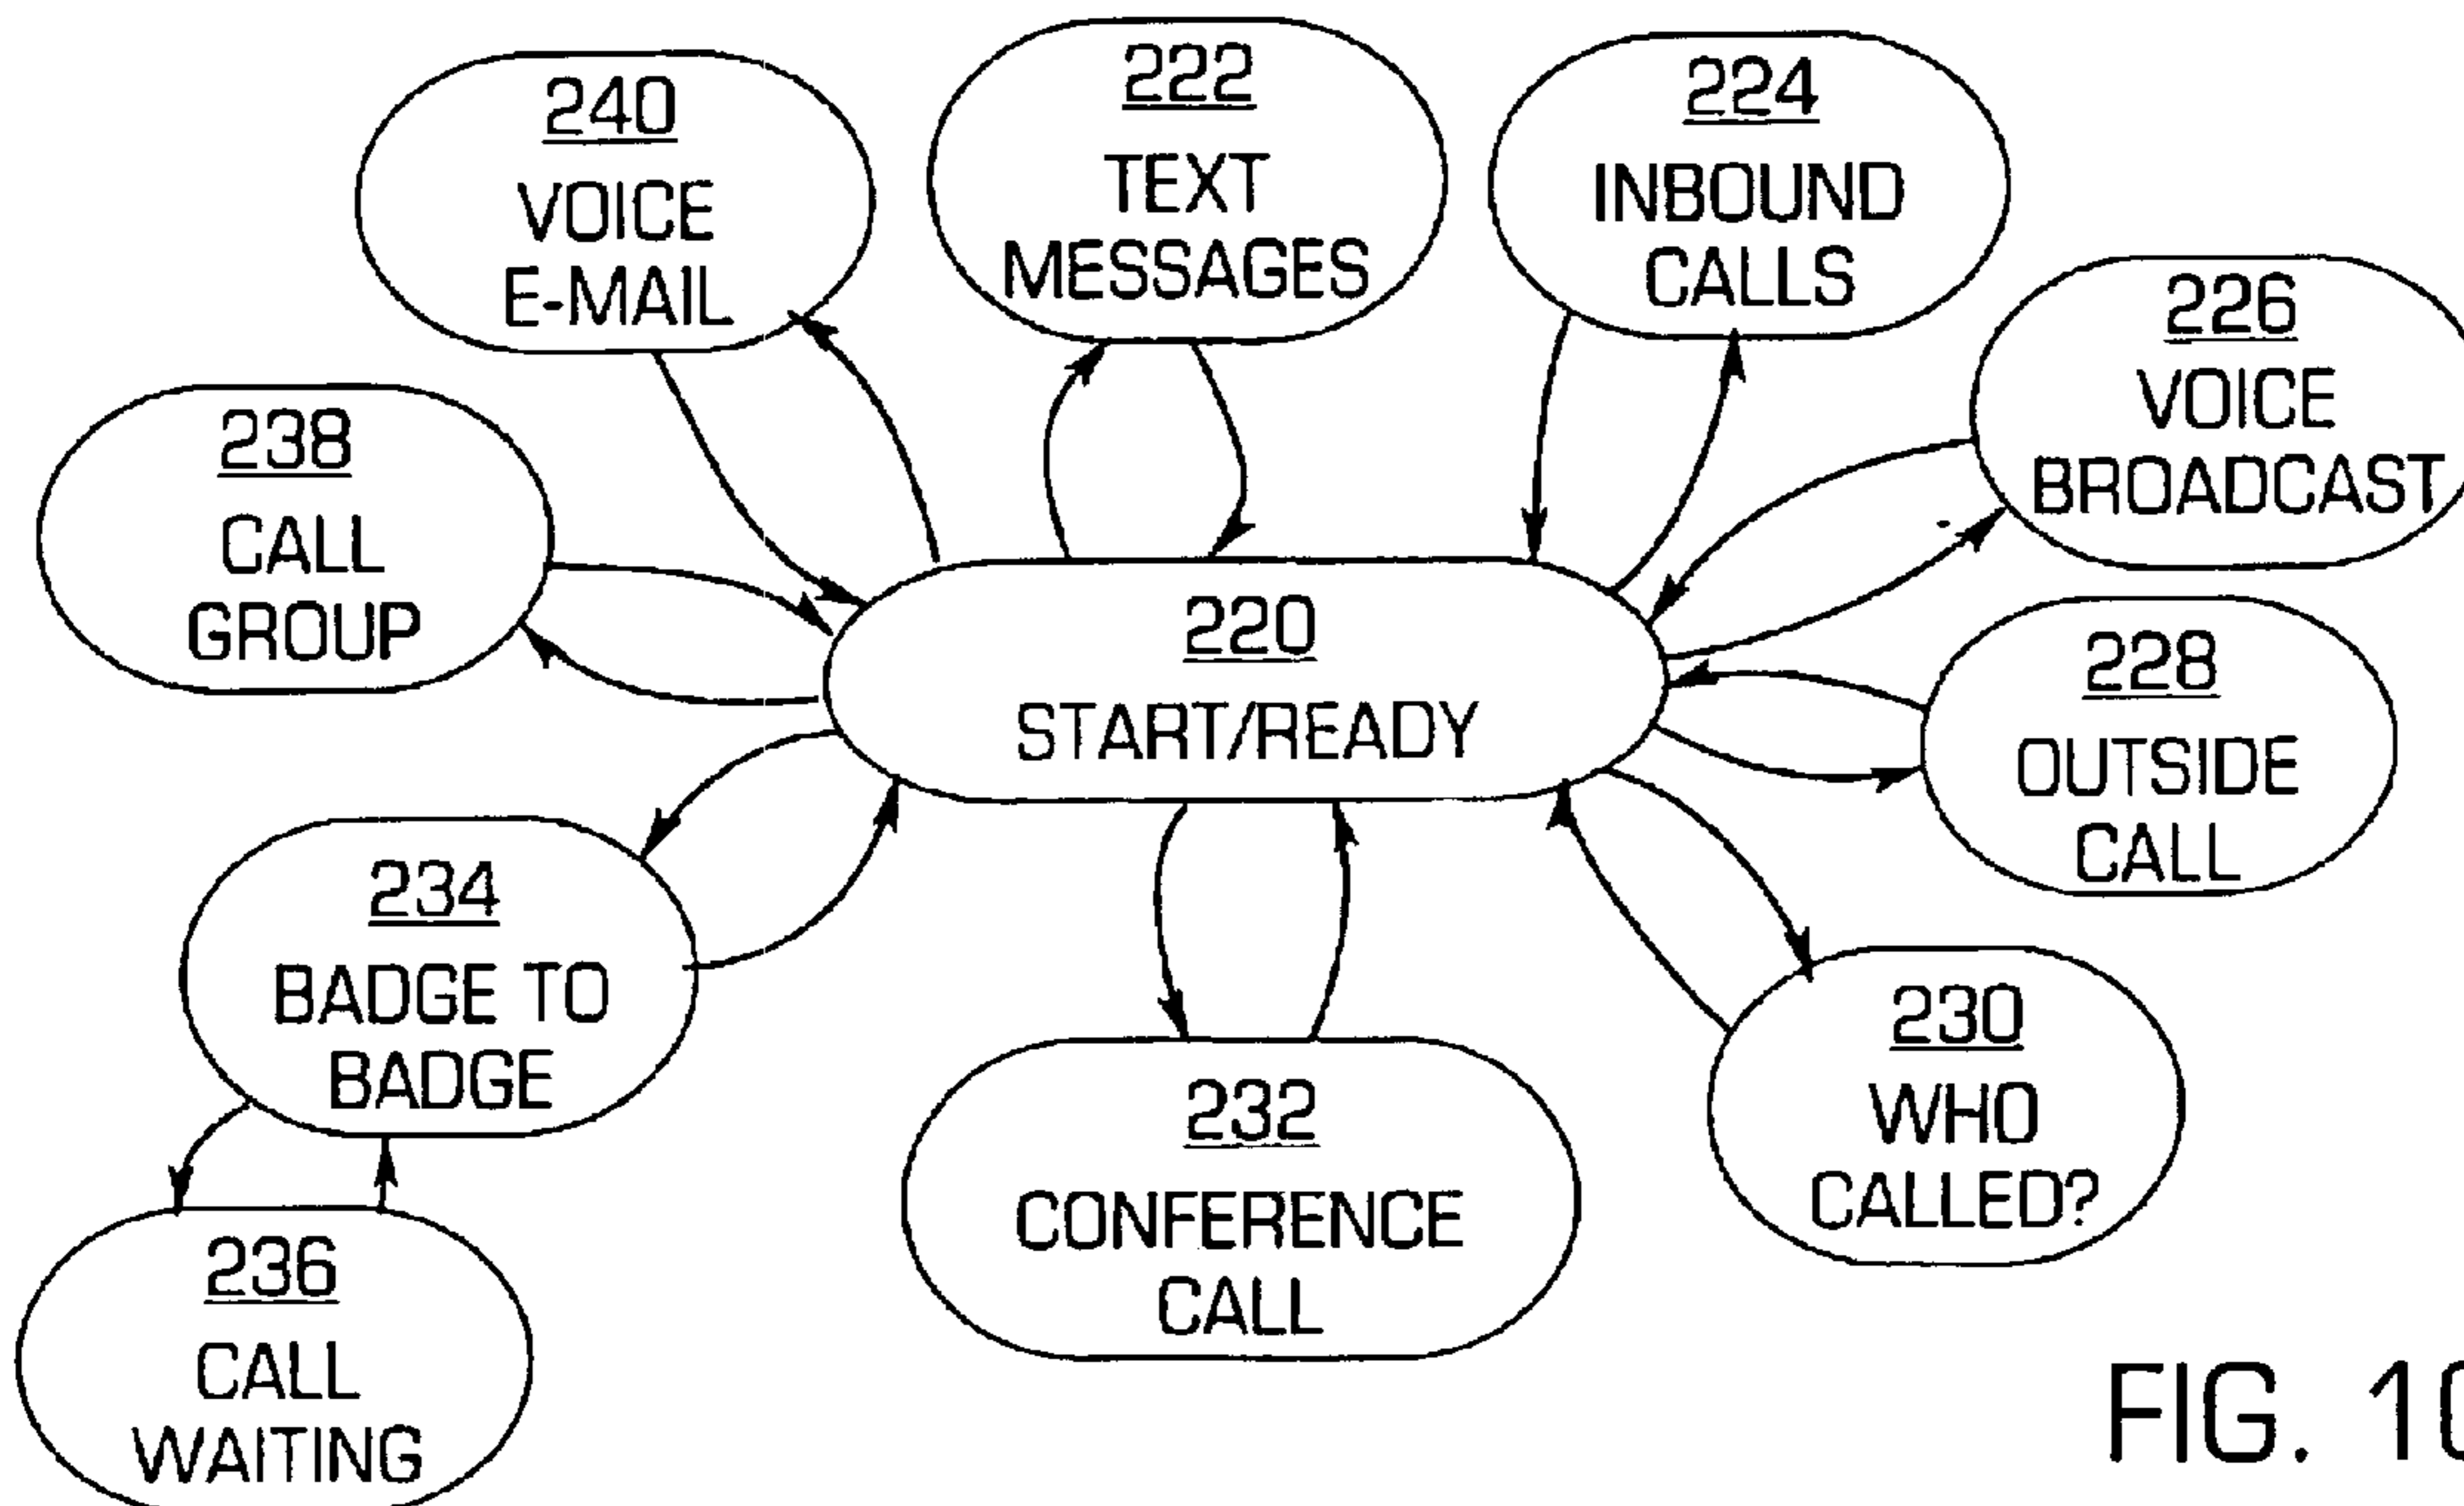 240
VOICE
E-MAIL
222
TEXT
MESSAGES
224
INBOUND
CALLS
226
VOICE
BROADCAST
238
CALL
GROUP
220
START/READY
228
OUTSIDE
CALL
234
BADGE TO
BADGE
230
WHO
CALLED?
232
CONFERENCE
CALL
236
CALL
WAITING
FIG. 10